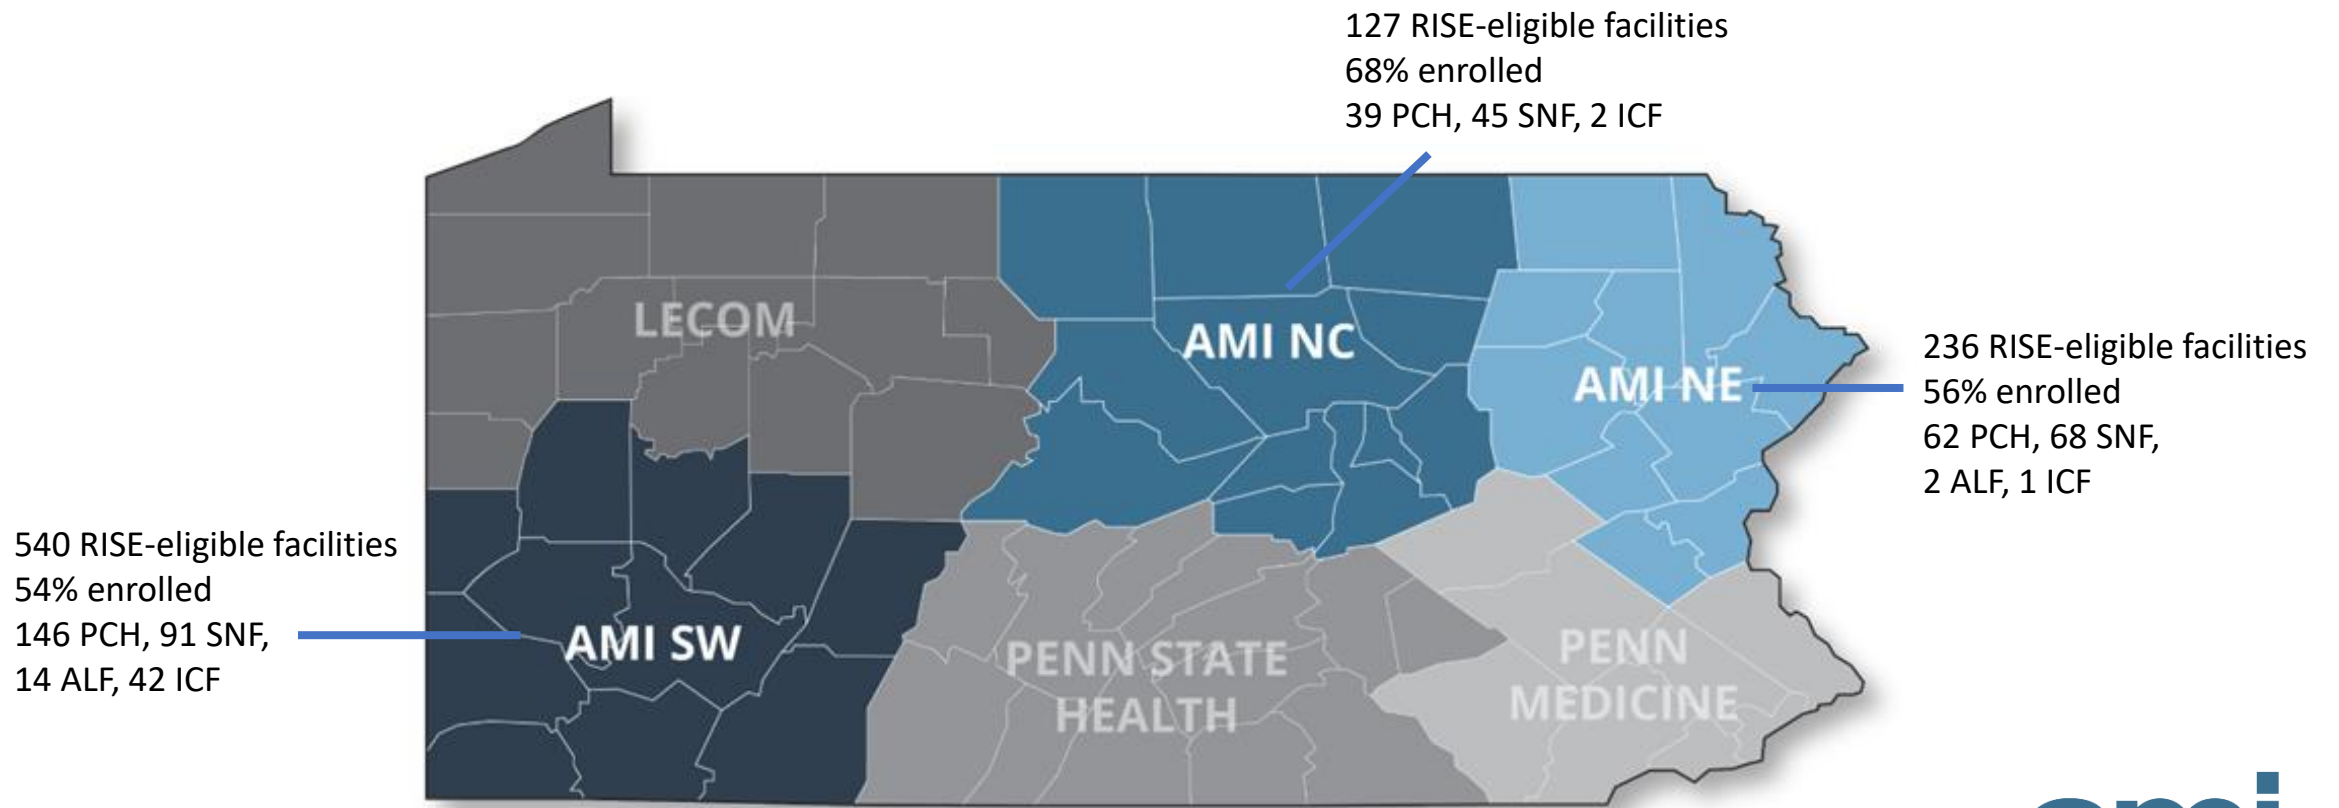 127 RISE-eligible facilities
68% enrolled
39 PCH, 45 SNF, 2 ICF
LECOM
AMI NC
AMI NE
236 RISE-eligible facilities
56% enrolled
62 PCH, 68 SNF,
2 ALF, 1 ICF
540 RISE-eligible facilities
54% enrolled
146 PCH, 91 SNF,
14 ALF, 42 ICF
AMI SW
PENN STATE
HEALTH
PENN
MEDICINE
ami